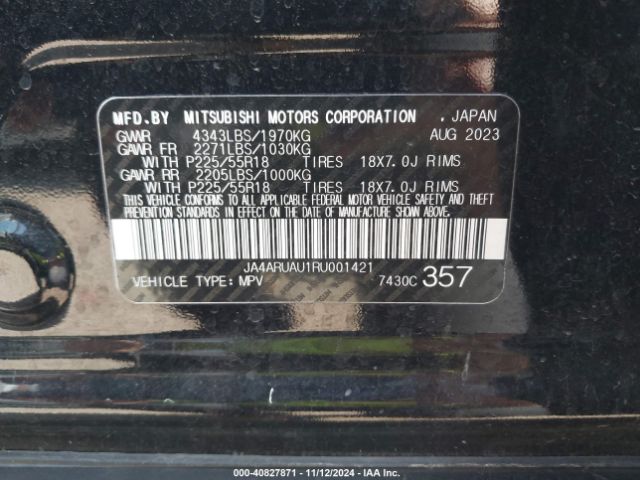 MFD.BY MITSUBISHI MOTORS CORPORATION , JAPAN
GVWR 4343LBS/1970KG AUG 2023
GAWR FR 2271LBS/1030KG
WITH P225/55R18 TIRES 18X7.0J RIMS
GAWR RR 2205LBS/1000KG
WITH P225/55R18 TIRES 18X7.0J RIMS
THIS VEHICLE CONFORMS TO ALL APPLICABLE FEDERAL MOTOR VEHICLE SAFETY AND THEFT
PREVENTION STANDARDS IN EFFECT ON THE DATE OF MANUFACTURE SHOWN ABOVE.
JA4ARUAU1RU001421
VEHICLE TYPE: MPV 7430C 357
000-40827871 - 11/12/2024 - IAA Inc.